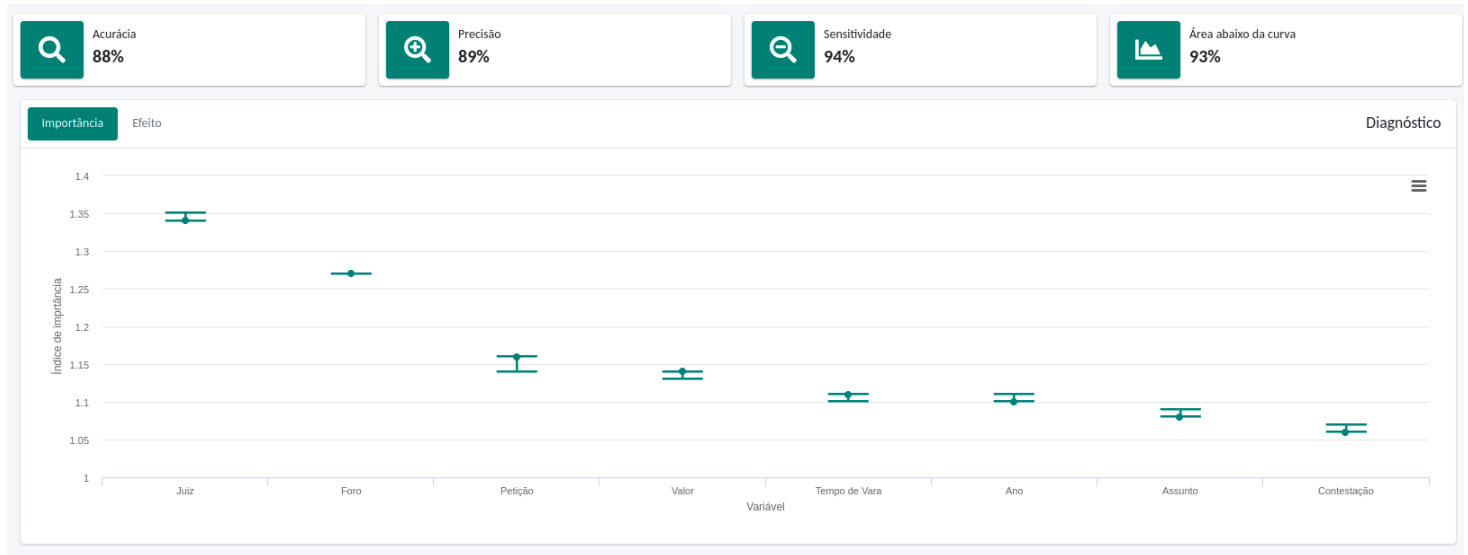 Acurácia
88%
Precisão
89%
Sensitividade
94%
Área abaixo da curva
93%
Importância
Efeito
Diagnóstico
Índice de imprtância
1.4
1.35
1.3
1.25
1.2
1.15
1.1
1.05
1
Juiz
Foro
Petição
Valor
Tempo de Vara
Ano
Assunto
Contestação
Variável